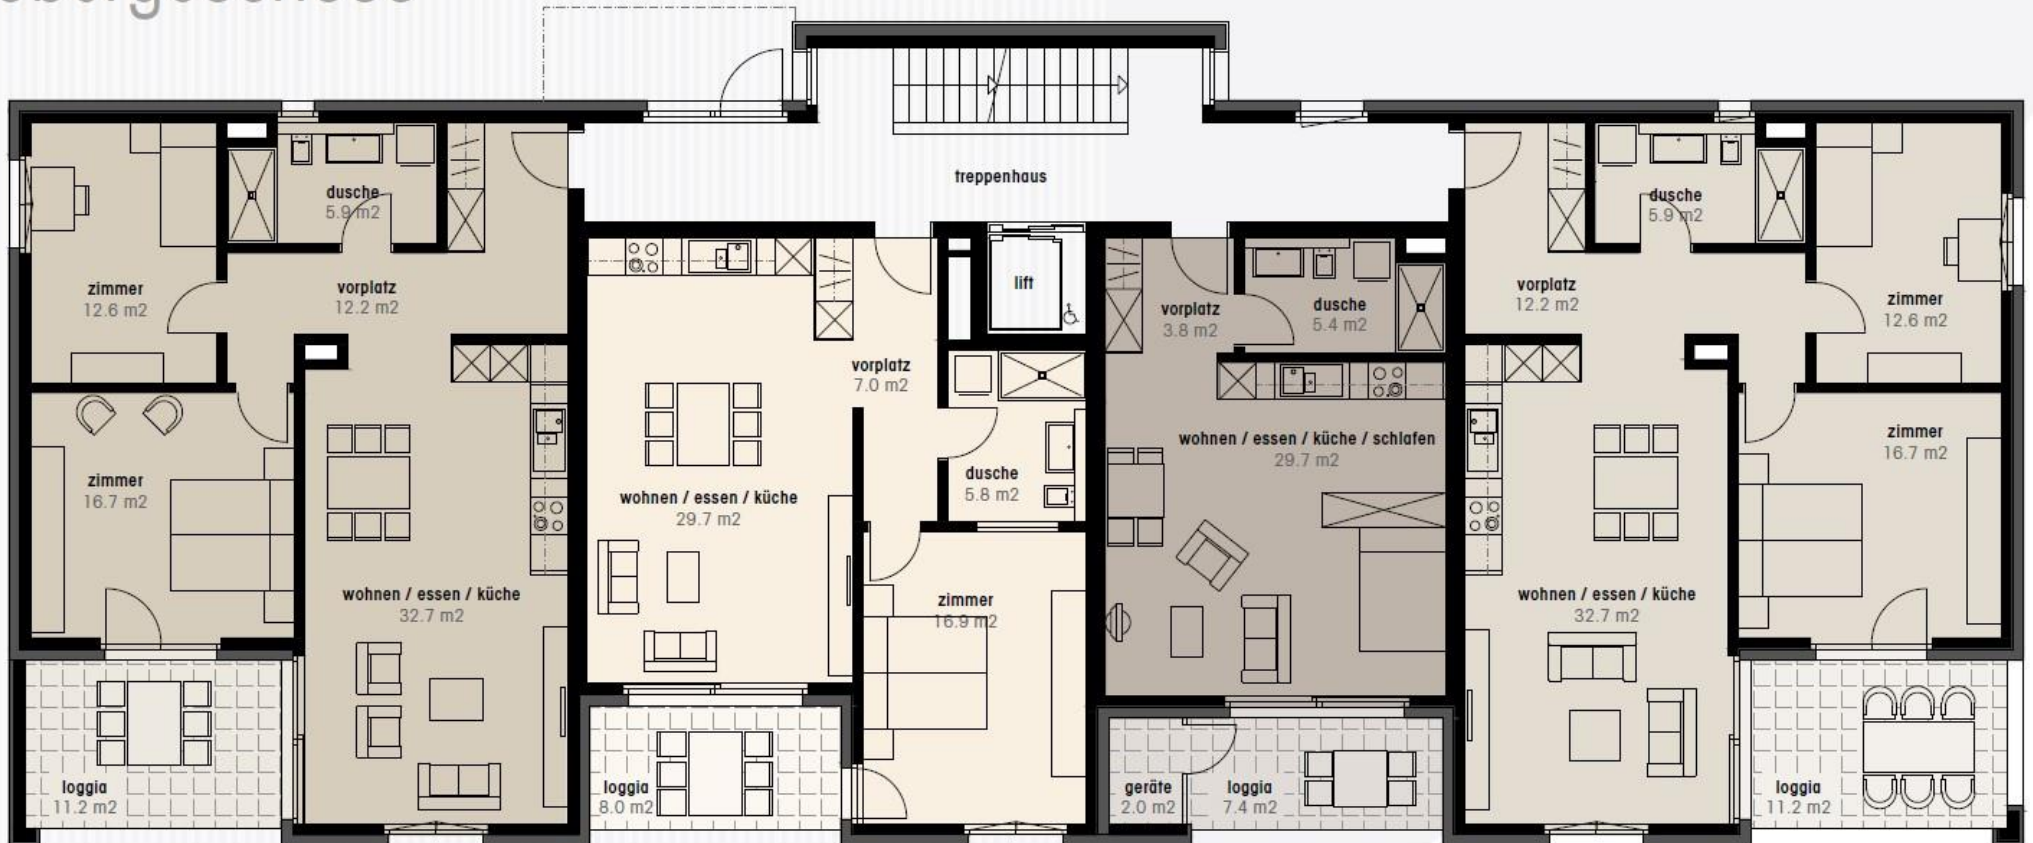 treppenhaus
dusche
5.9 m2
zimmer
12.6 m2
vorplatz
12.2 m2
zimmer
16.7 m2
wohnen / essen / küche
32.7 m2
loggia
11.2 m2
wohnen / essen / küche
29.7 m2
vorplatz
7.0 m2
dusche
5.8 m2
zimmer
16.9 m2
loggia
8.0 m2
lift
vorplatz
3.8 m2
dusche
5.4 m2
wohnen / essen / küche / schlafen
29.7 m2
geräte
2.0 m2
loggia
7.4 m2
dusche
5.9 m2
vorplatz
12.2 m2
zimmer
12.6 m2
zimmer
16.7 m2
wohnen / essen / küche
32.7 m2
loggia
11.2 m2